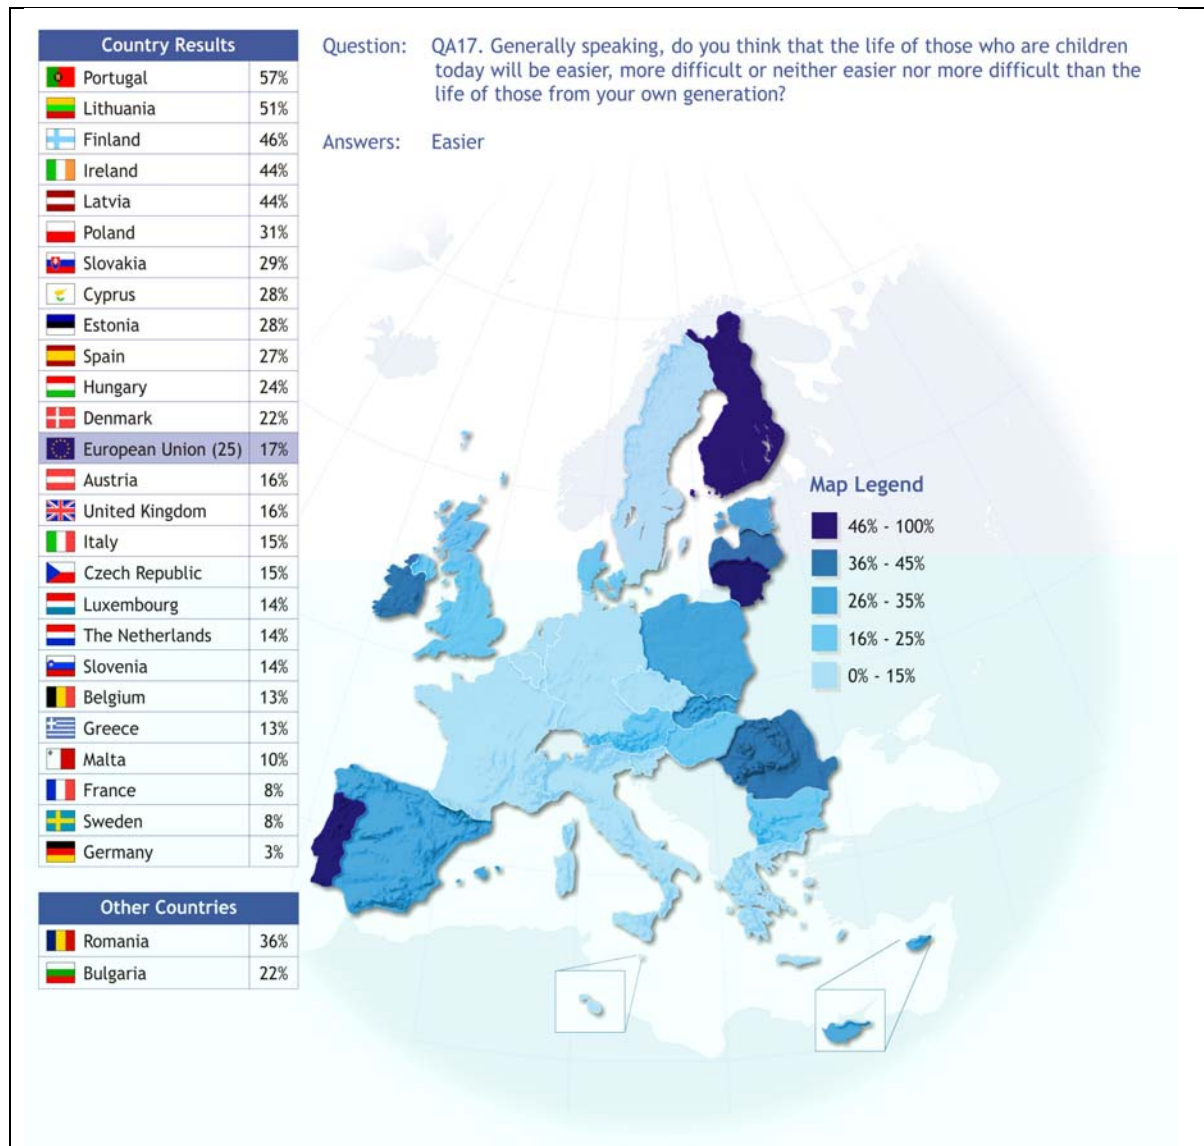 Country Results
Portugal 57%
Lithuania 51%
Finland 46%
Ireland 44%
Latvia 44%
Poland 31%
Slovakia 29%
Cyprus 28%
Estonia 28%
Spain 27%
Hungary 24%
Denmark 22%
European Union (25) 17%
Austria 16%
United Kingdom 16%
Italy 15%
Czech Republic 15%
Luxembourg 14%
The Netherlands 14%
Slovenia 14%
Belgium 13%
Greece 13%
Malta 10%
France 8%
Sweden 8%
Germany 3%
Other Countries
Romania 36%
Bulgaria 22%
Question: QA17. Generally speaking, do you think that the life of those who are children
today will be easier, more difficult or neither easier nor more difficult than the
life of those from your own generation?
Answers: Easier
Map Legend
46% - 100%
36% - 45%
26% - 35%
16% - 25%
0% - 15%